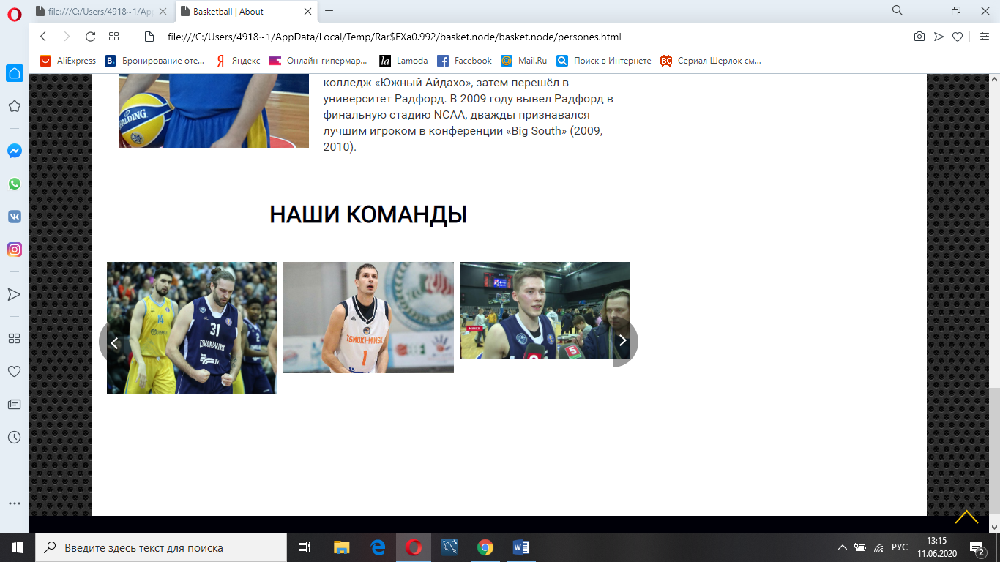 file:///C:/Users/4918~1/App
Basketball | About
file:///C:/Users/4918~1/AppData/Local/Temp/Rar$EXa0.992/basket.node/basket.node/persones.html
AliExpress
Бронирование оте...
Яндекс
Онлайн-гипермар...
la Lamoda
Facebook
Mail.Ru
Поиск в Интернете
Сериал Шерлок см...
колледж «Южный Айдахо», затем перешёл в
университет Радфорд. В 2009 году вывел Радфорд в
финальную стадию NCAA, дважды признавался
лучшим игроком в конференции «Big South» (2009,
2010).
SPALDING
НАШИ КОМАНДЫ
14
31
TSMOKI-MINSK
TSMOKI-MINSK
1
МИНСК
5
Введите здесь текст для поиска
РУС
13:15
11.06.2020
2